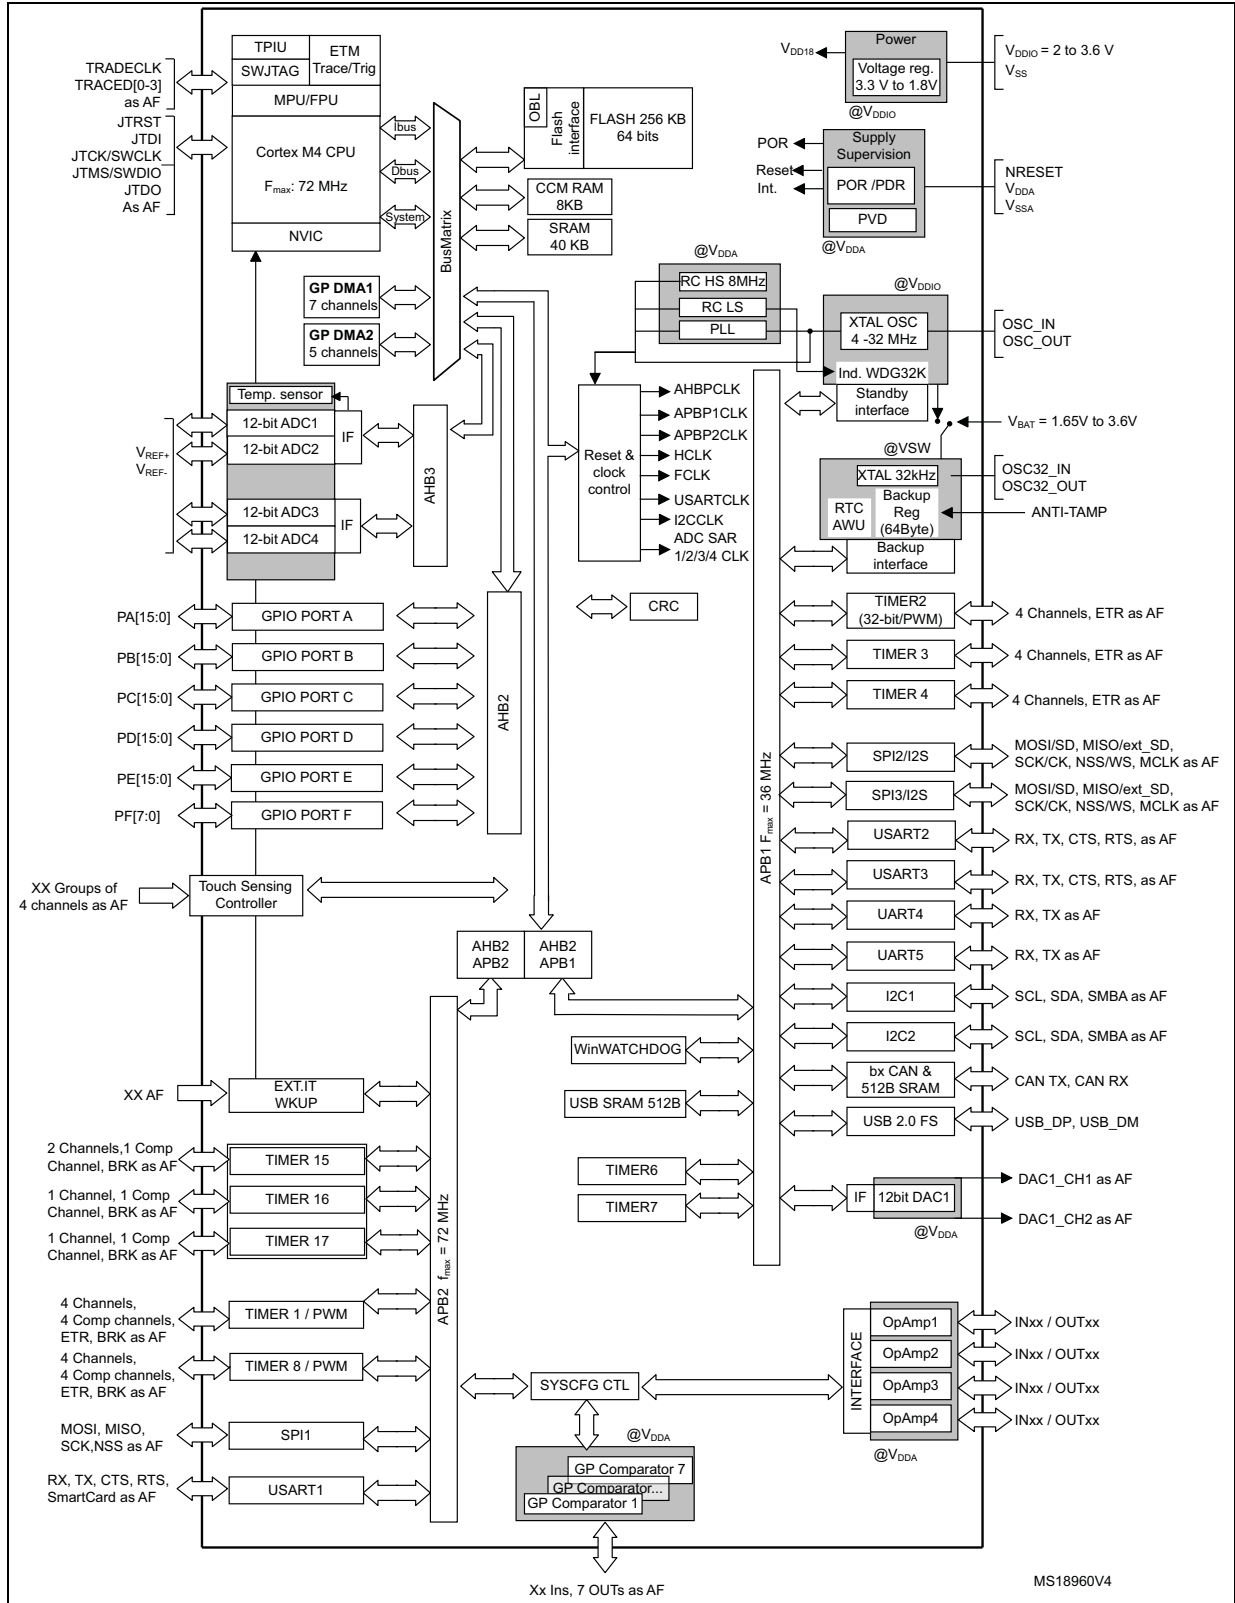 TPIU
SWJTAG
ETM
Trace/Trig
MPU/FPU
Cortex M4 CPU
Fmax: 72 MHz
NVIC
TRADECLK
TRACED[0-3]
as AF
JTRST
JTDI
JTCK/SWCLK
JTMS/SWDIO
JTDO
As AF
Ibus
Dbus
System
BusMatrix
OBL
Flash
interface
FLASH 256 KB
64 bits
CCM RAM
8KB
SRAM
40 KB
GP DMA1
7 channels
GP DMA2
5 channels
Power
Voltage reg.
3.3 V to 1.8V
VDD18
VDDIO = 2 to 3.6 V
VSS
@VDDIO
Supply
Supervision
POR /PDR
PVD
POR
Reset
Int.
NRESET
VDDA
VSSA
@VDDA
@VDDA
RC HS 8MHz
RC LS
PLL
@VDDIO
XTAL OSC
4 -32 MHz
OSC_IN
OSC_OUT
Ind. WDG32K
Standby
interface
VBAT = 1.65V to 3.6V
@VSW
XTAL 32kHz
OSC32_IN
OSC32_OUT
RTC
AWU
Backup
Reg
(64Byte)
ANTI-TAMP
Backup
interface
Reset &
clock
control
AHBPCLK
APBP1CLK
APBP2CLK
HCLK
FCLK
USARTCLK
I2CCLK
ADC SAR
1/2/3/4 CLK
Temp. sensor
12-bit ADC1
12-bit ADC2
IF
VREF+
VREF-
12-bit ADC3
12-bit ADC4
IF
AHB3
CRC
PA[15:0]
GPIO PORT A
PB[15:0]
GPIO PORT B
PC[15:0]
GPIO PORT C
PD[15:0]
GPIO PORT D
PE[15:0]
GPIO PORT E
PF[7:0]
GPIO PORT F
AHB2
XX Groups of
4 channels as AF
Touch Sensing
Controller
AHB2
APB2
AHB2
APB1
APB1 Fmax = 36 MHz
TIMER2
(32-bit/PWM)
4 Channels, ETR as AF
TIMER 3
4 Channels, ETR as AF
TIMER 4
4 Channels, ETR as AF
SPI2/I2S
MOSI/SD, MISO/ext_SD,
SCK/CK, NSS/WS, MCLK as AF
SPI3/I2S
MOSI/SD, MISO/ext_SD,
SCK/CK, NSS/WS, MCLK as AF
USART2
RX, TX, CTS, RTS, as AF
USART3
RX, TX, CTS, RTS, as AF
UART4
RX, TX as AF
UART5
RX, TX as AF
I2C1
SCL, SDA, SMBA as AF
I2C2
SCL, SDA, SMBA as AF
bx CAN &
512B SRAM
CAN TX, CAN RX
USB 2.0 FS
USB_DP, USB_DM
WinWATCHDOG
USB SRAM 512B
TIMER6
TIMER7
IF
12bit DAC1
DAC1_CH1 as AF
DAC1_CH2 as AF
@VDDA
XX AF
EXT.IT
WKUP
2 Channels,1 Comp
Channel, BRK as AF
TIMER 15
1 Channel, 1 Comp
Channel, BRK as AF
TIMER 16
1 Channel, 1 Comp
Channel, BRK as AF
TIMER 17
4 Channels,
4 Comp channels,
ETR, BRK as AF
TIMER 1 / PWM
4 Channels,
4 Comp channels,
ETR, BRK as AF
TIMER 8 / PWM
MOSI, MISO,
SCK,NSS as AF
SPI1
RX, TX, CTS, RTS,
SmartCard as AF
USART1
APB2 fmax = 72 MHz
SYSCFG CTL
@VDDA
GP Comparator 7
GP Comparator...
GP Comparator 1
Xx Ins, 7 OUTs as AF
INTERFACE
OpAmp1
INxx / OUTxx
OpAmp2
INxx / OUTxx
OpAmp3
INxx / OUTxx
OpAmp4
INxx / OUTxx
@VDDA
MS18960V4